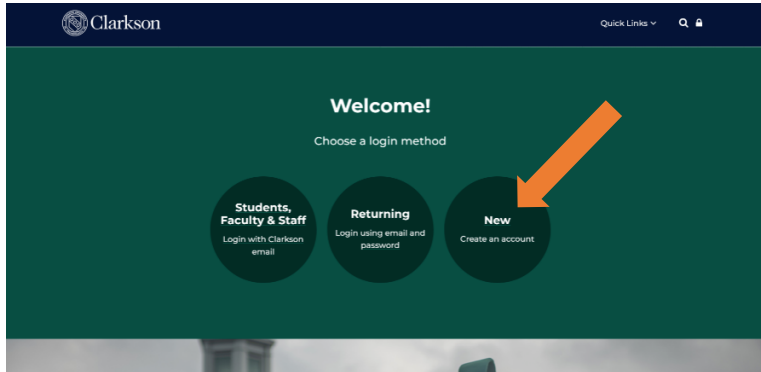 Clarkson
Quick Links
Welcome!
Choose a login method
Students,
Faculty & Staff
Login with Clarkson
email
Returning
Login using email and
password
New
Create an account